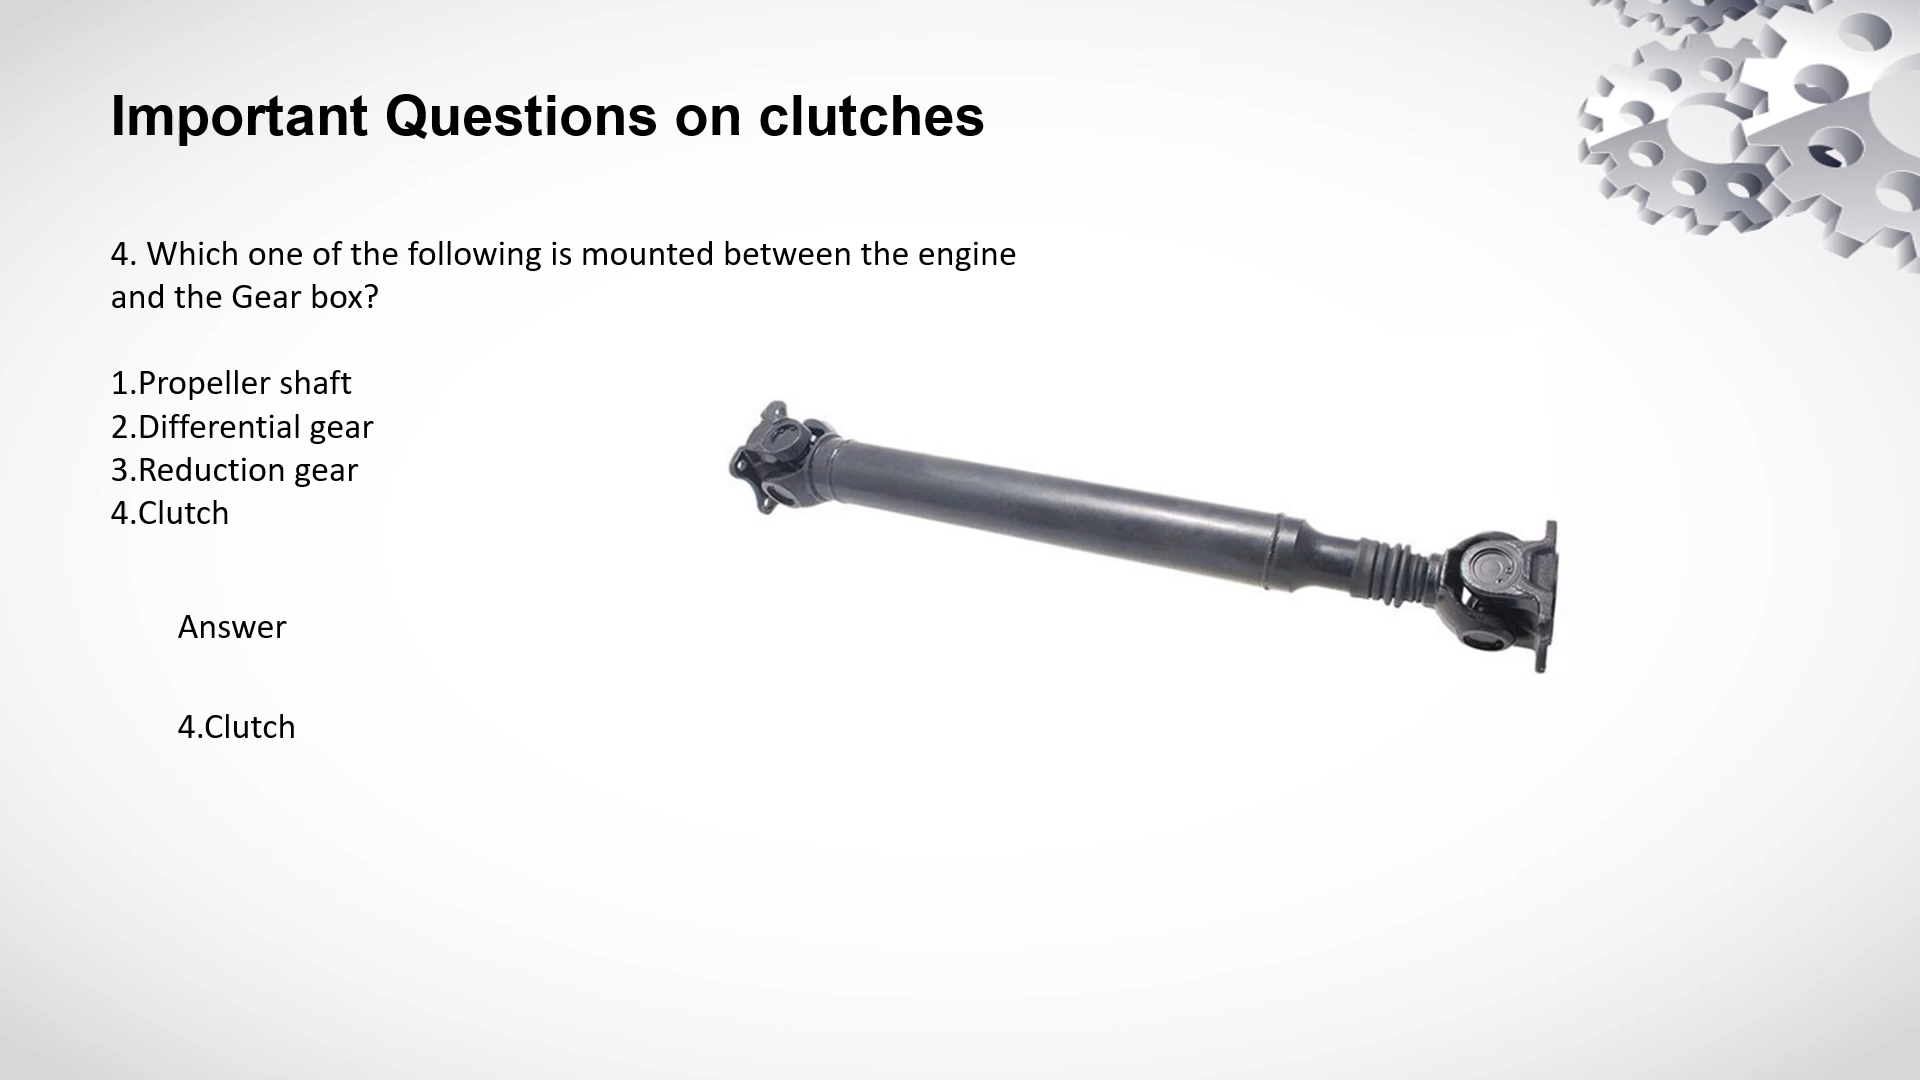 Important Questions on clutches
4. Which one of the following is mounted between the engine
and the Gear box?
1.Propeller shaft
2.Differential gear
3.Reduction gear
4.Clutch
Answer
4.Clutch